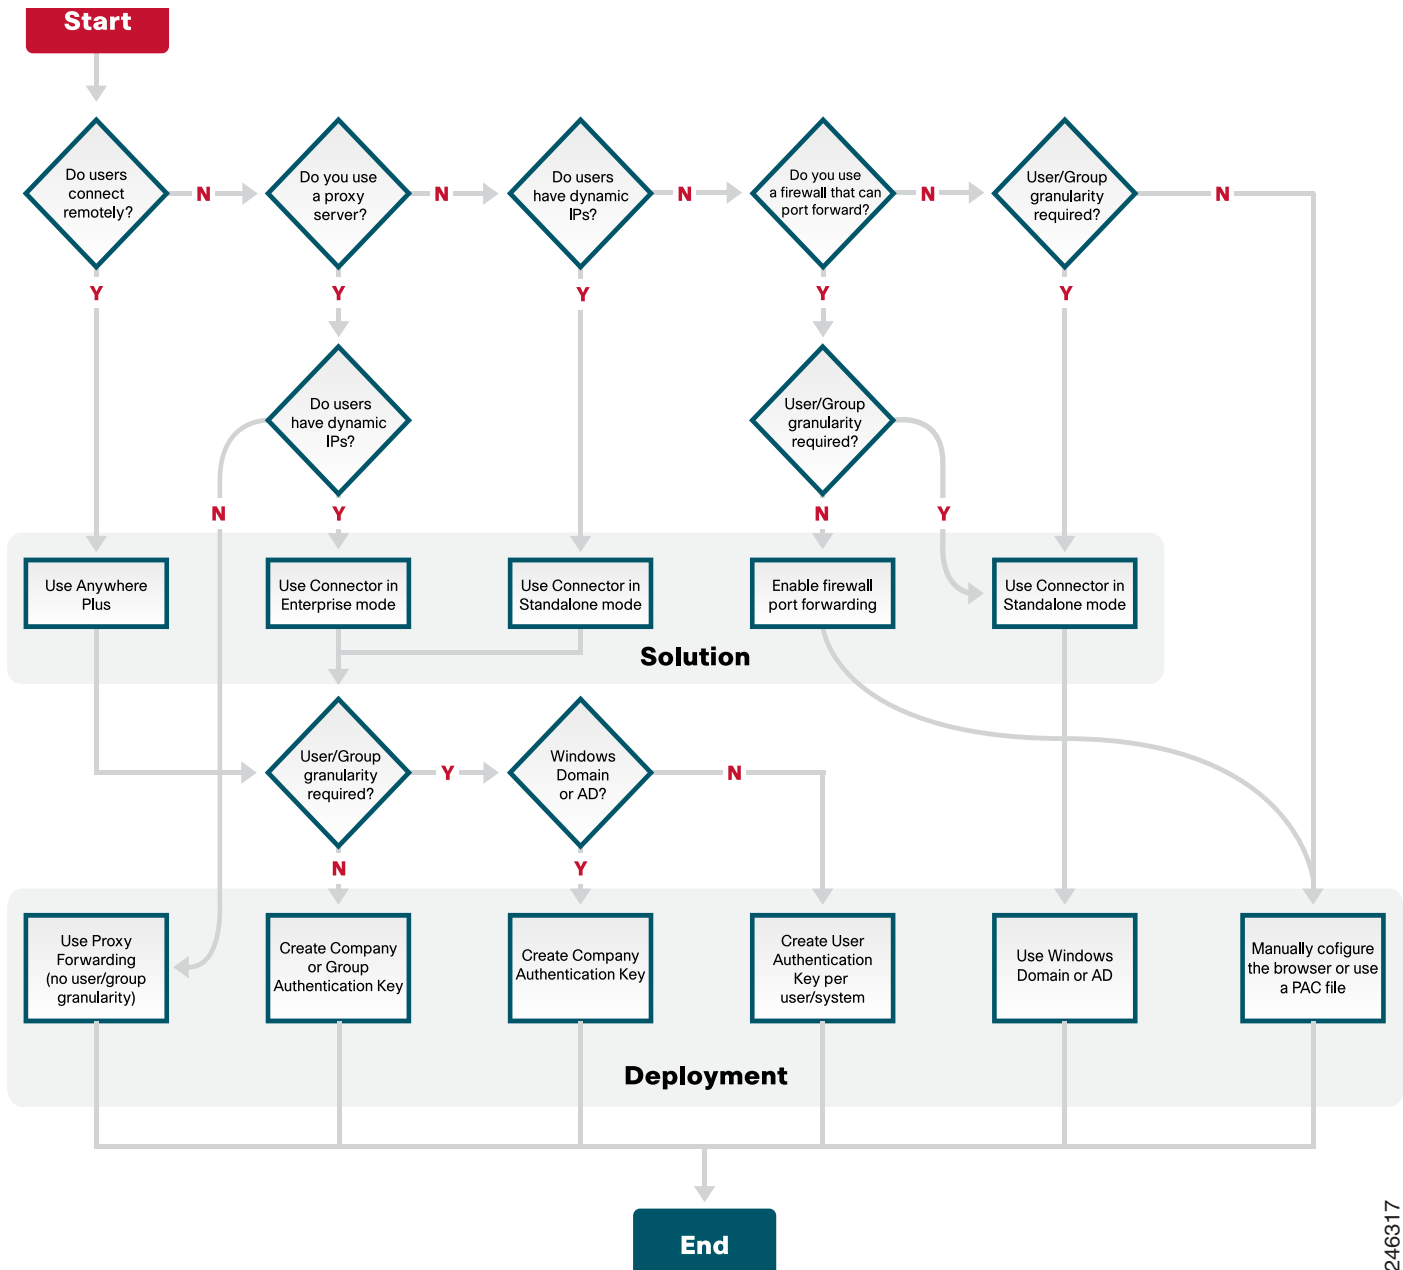 Start
Do users
connect
remotely?
N
Do you use
a proxy
server?
N
Do users
have dynamic
IPs?
N
Do you use
a firewall that can
port forward?
N
User/Group
granularity
required?
N
Y
Y
Y
Y
Y
Do users
have dynamic
IPs?
User/Group
granularity
required?
N
Y
N
Y
Use Anywhere
Plus
Use Connector in
Enterprise mode
Use Connector in
Standalone mode
Enable firewall
port forwarding
Use Connector in
Standalone mode
Solution
User/Group
granularity
required?
Y
Windows
Domain
or AD?
N
N
Y
Use Proxy
Forwarding
(no user/group
granularity)
Create Company
or Group
Authentication Key
Create Company
Authentication Key
Create User
Authentication
Key per
user/system
Use Windows
Domain or AD
Manually cofigure
the browser or use
a PAC file
Deployment
End
246317